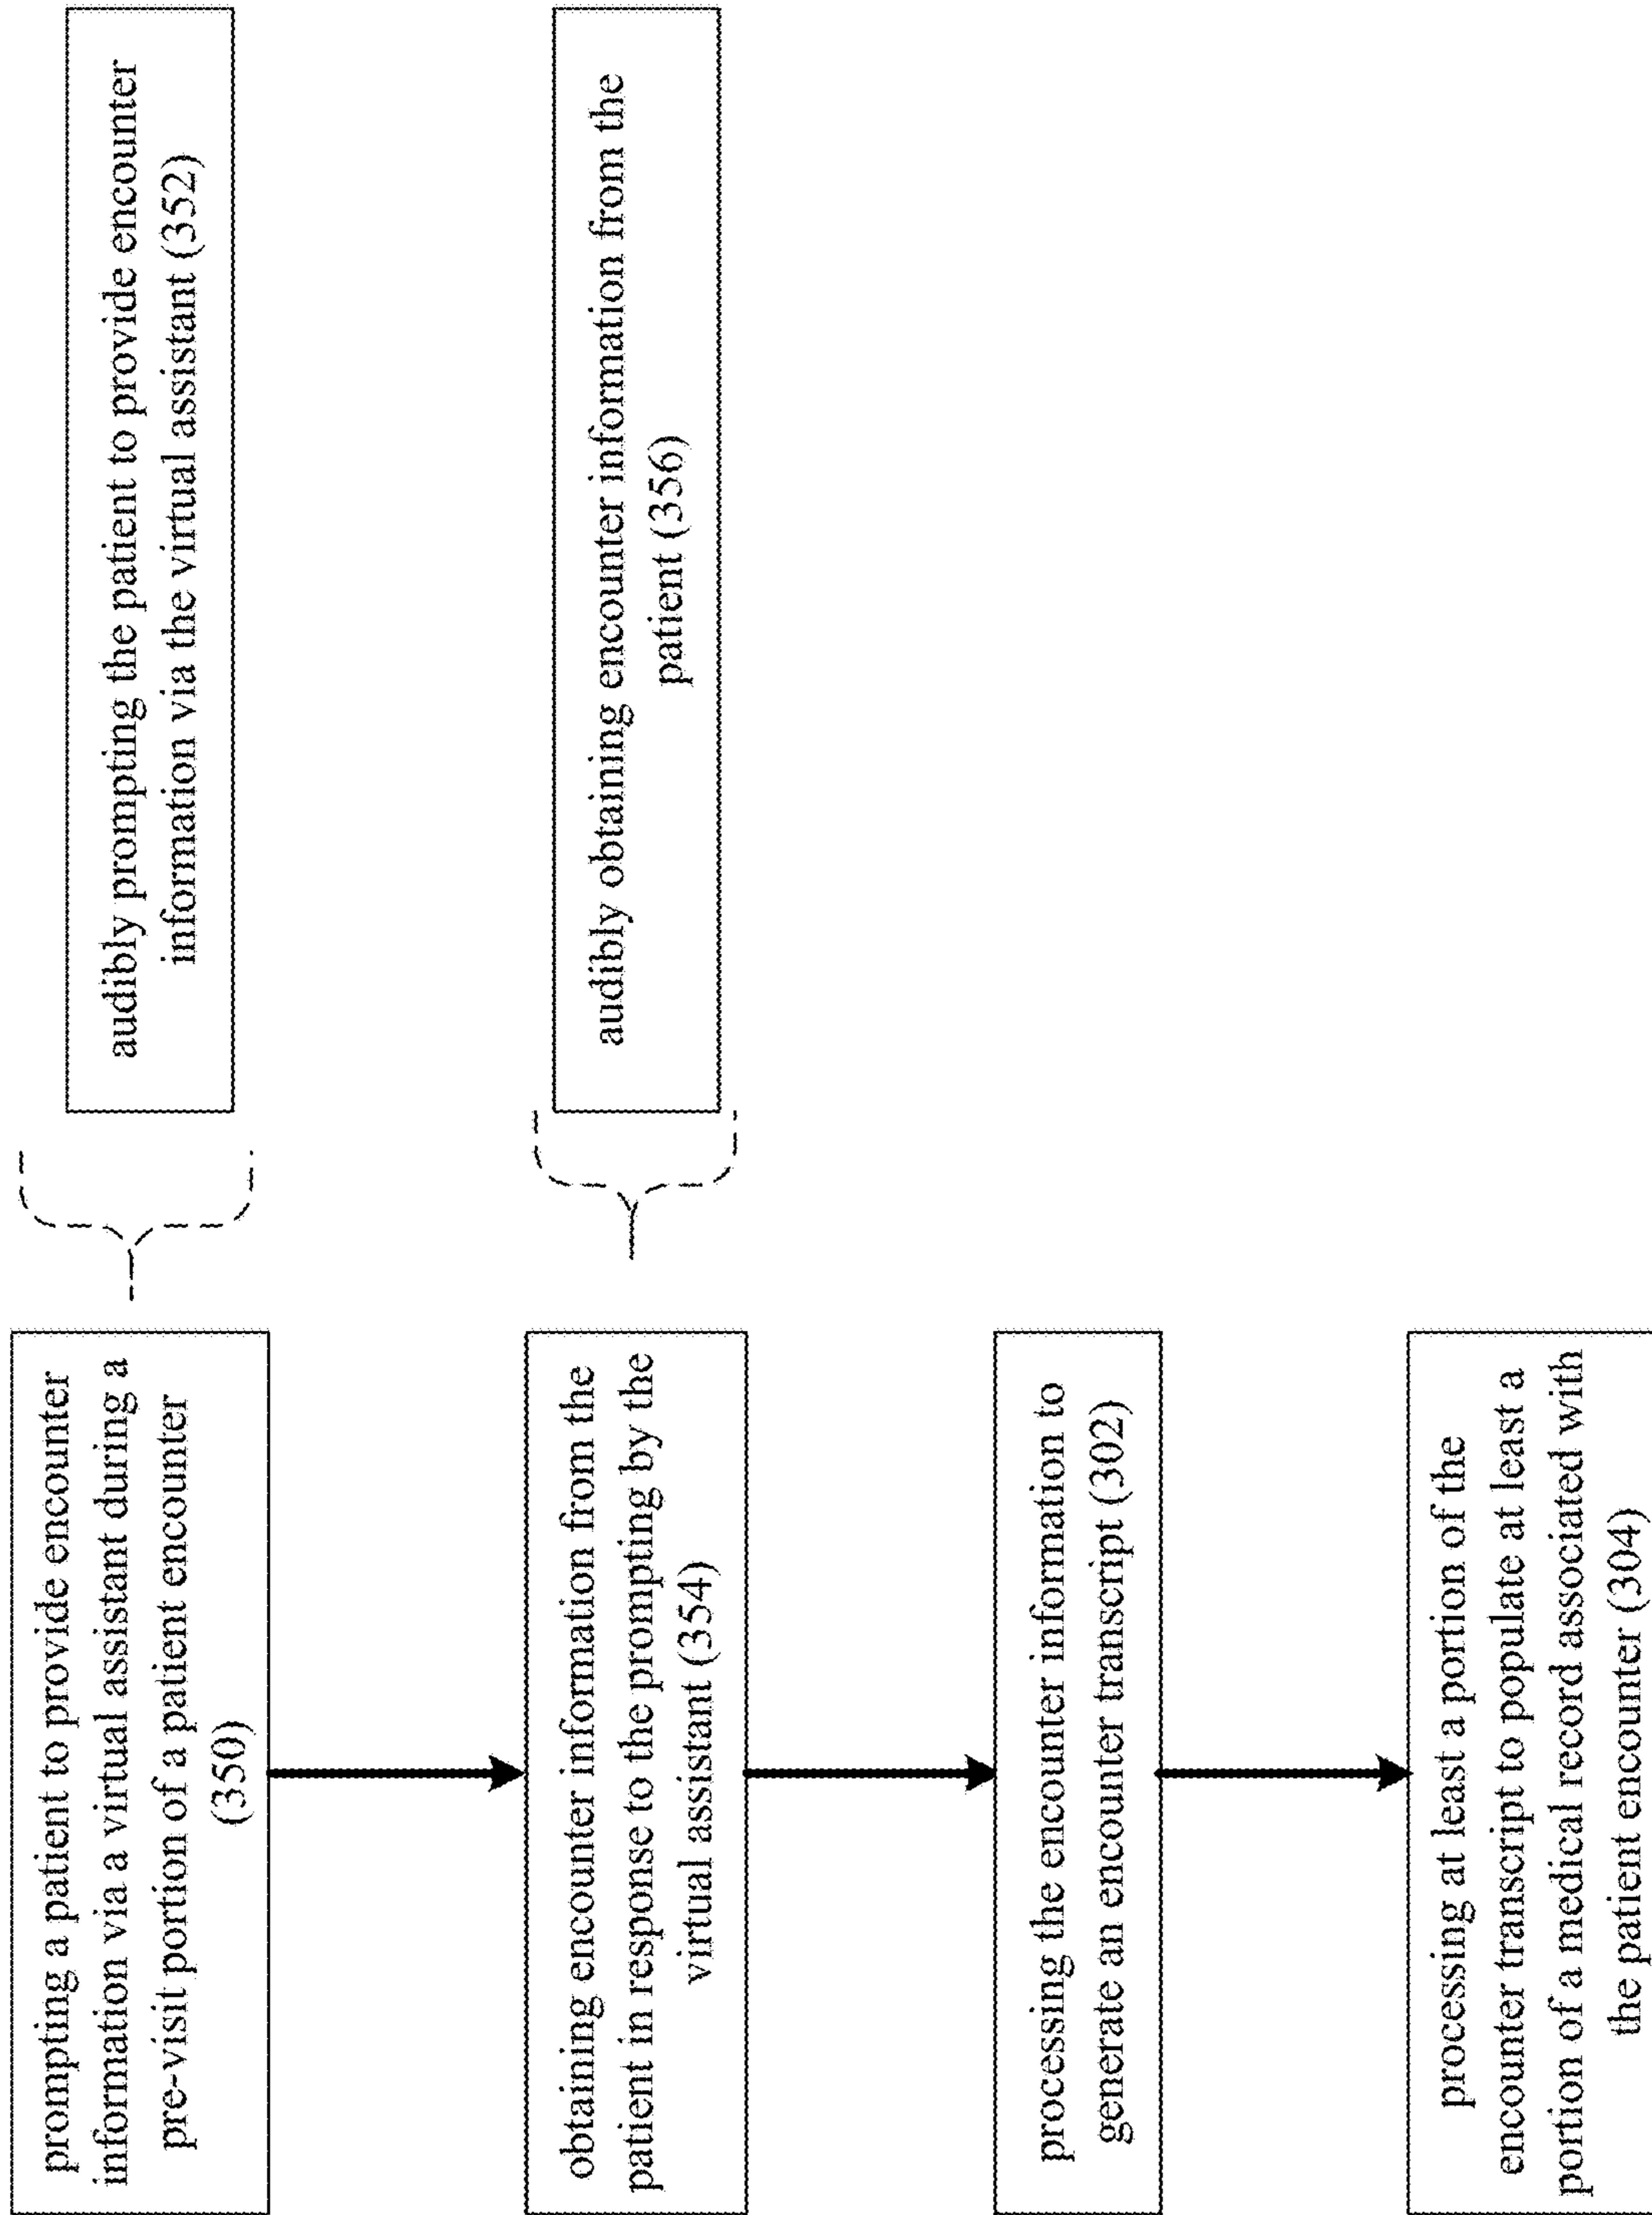 prompting a patient to provide encounter
information via a virtual assistant during a
pre-visit portion of a patient encounter
(350)
audibly prompting the patient to provide encounter
information via the virtual assistant (352)
obtaining encounter information from the
patient in response to the prompting by the
virtual assistant (354)
audibly obtaining encounter information from the
patient (356)
processing the encounter information to
generate an encounter transcript (302)
processing at least a portion of the
encounter transcript to populate at least a
portion of a medical record associated with
the patient encounter (304)